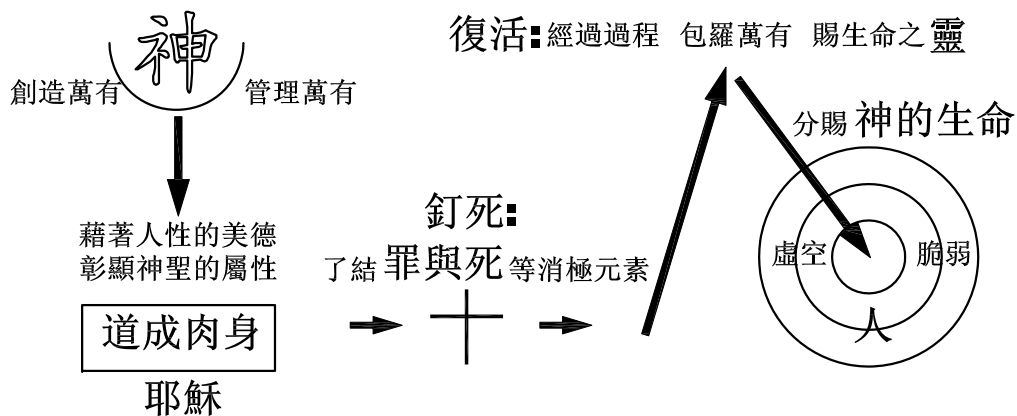 神
創造萬有
管理萬有
藉著人性的美德
彰顯神聖的屬性
道成肉身
耶穌
釘死:
了結 罪與死 等消極元素
復活:經過過程 包羅萬有 賜生命之靈
分賜 神的生命
虛空
脆弱
人